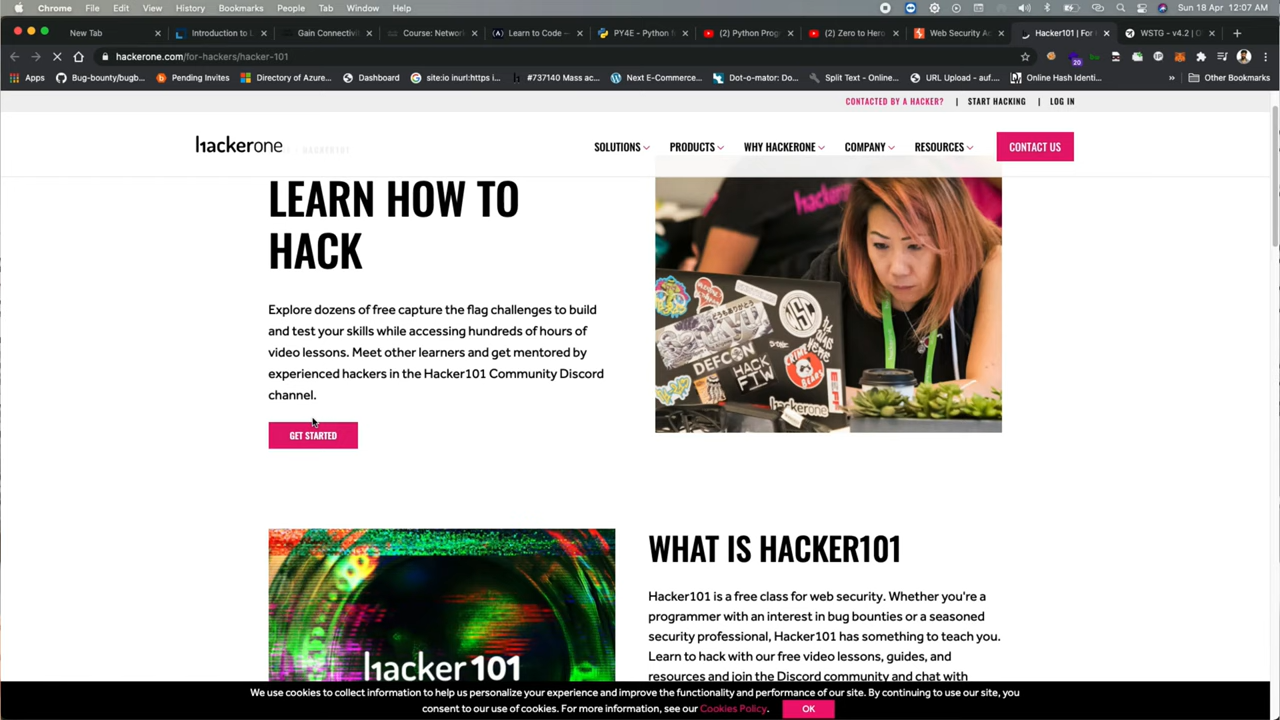 Chrome File Edit View History Bookmarks People Tab Window Help Sun 18 Apr 12:07 AM
New Tab Introduction to L Gain Connectivi Course: Network Learn to Code — PY4E - Python f (2) Python Prog (2) Zero to Hero Web Security Ac Hacker101 | For WSTG - v4.2 | O
hackerone.com/for-hackers/hacker-101
Apps Bug-bounty/bugb... Pending Invites Directory of Azure... Dashboard site:io inurl:https i... #737140 Mass ac... Next E-Commerce... Dot-o-mator: Do... Split Text - Online... URL Upload - auf.... Online Hash Identi... » Other Bookmarks
CONTACTED BY A HACKER? | START HACKING | LOG IN
hackerone SOLUTIONS PRODUCTS WHY HACKERONE COMPANY RESOURCES CONTACT US
HACKER101
LEARN HOW TO
HACK
Explore dozens of free capture the flag challenges to build
and test your skills while accessing hundreds of hours of
video lessons. Meet other learners and get mentored by
experienced hackers in the Hacker101 Community Discord
channel.
GET STARTED
hackerone
DEFCON
HACK
FTW
CRIME
hackerone
WHAT IS HACKER101
Hacker101 is a free class for web security. Whether you're a
programmer with an interest in bug bounties or a seasoned
security professional, Hacker101 has something to teach you.
Learn to hack with our free video lessons, guides, and
resources and join the Discord community and chat with
hacker101
We use cookies to collect information to help us personalize your experience and improve the functionality and performance of our site. By continuing to use our site, you
consent to our use of cookies. For more information, see our Cookies Policy. OK